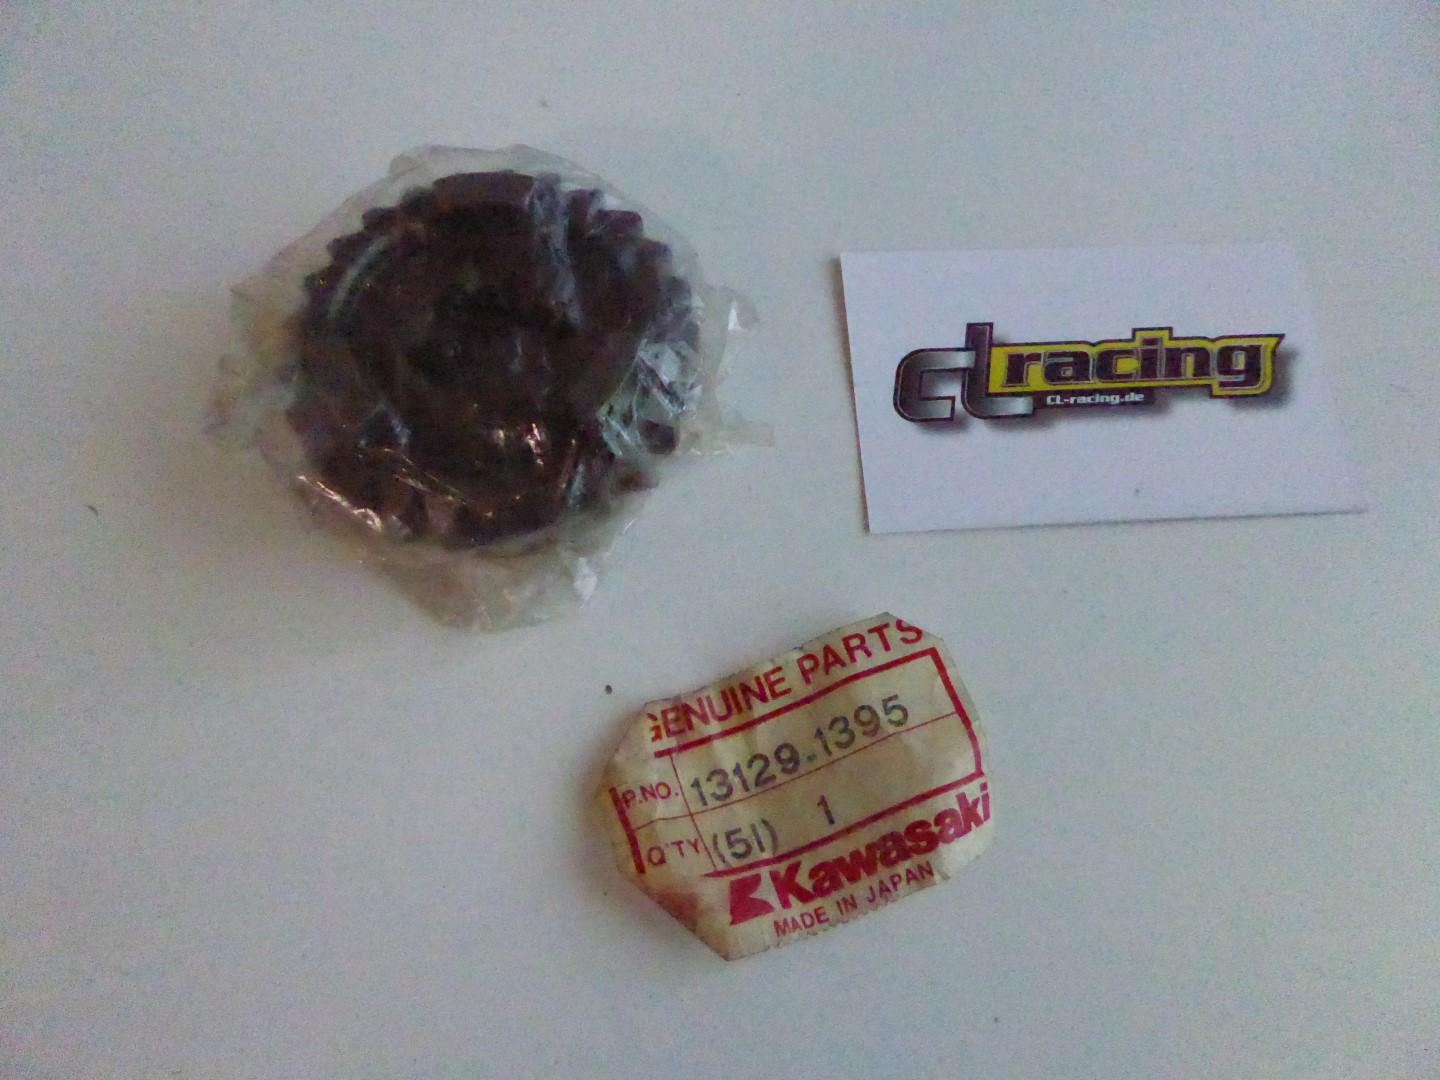 CL racing
CL-racing.de
GENUINE PARTS
P.NO. 13129.1395
Q'TY (51) 1
Kawasaki
MADE IN JAPAN